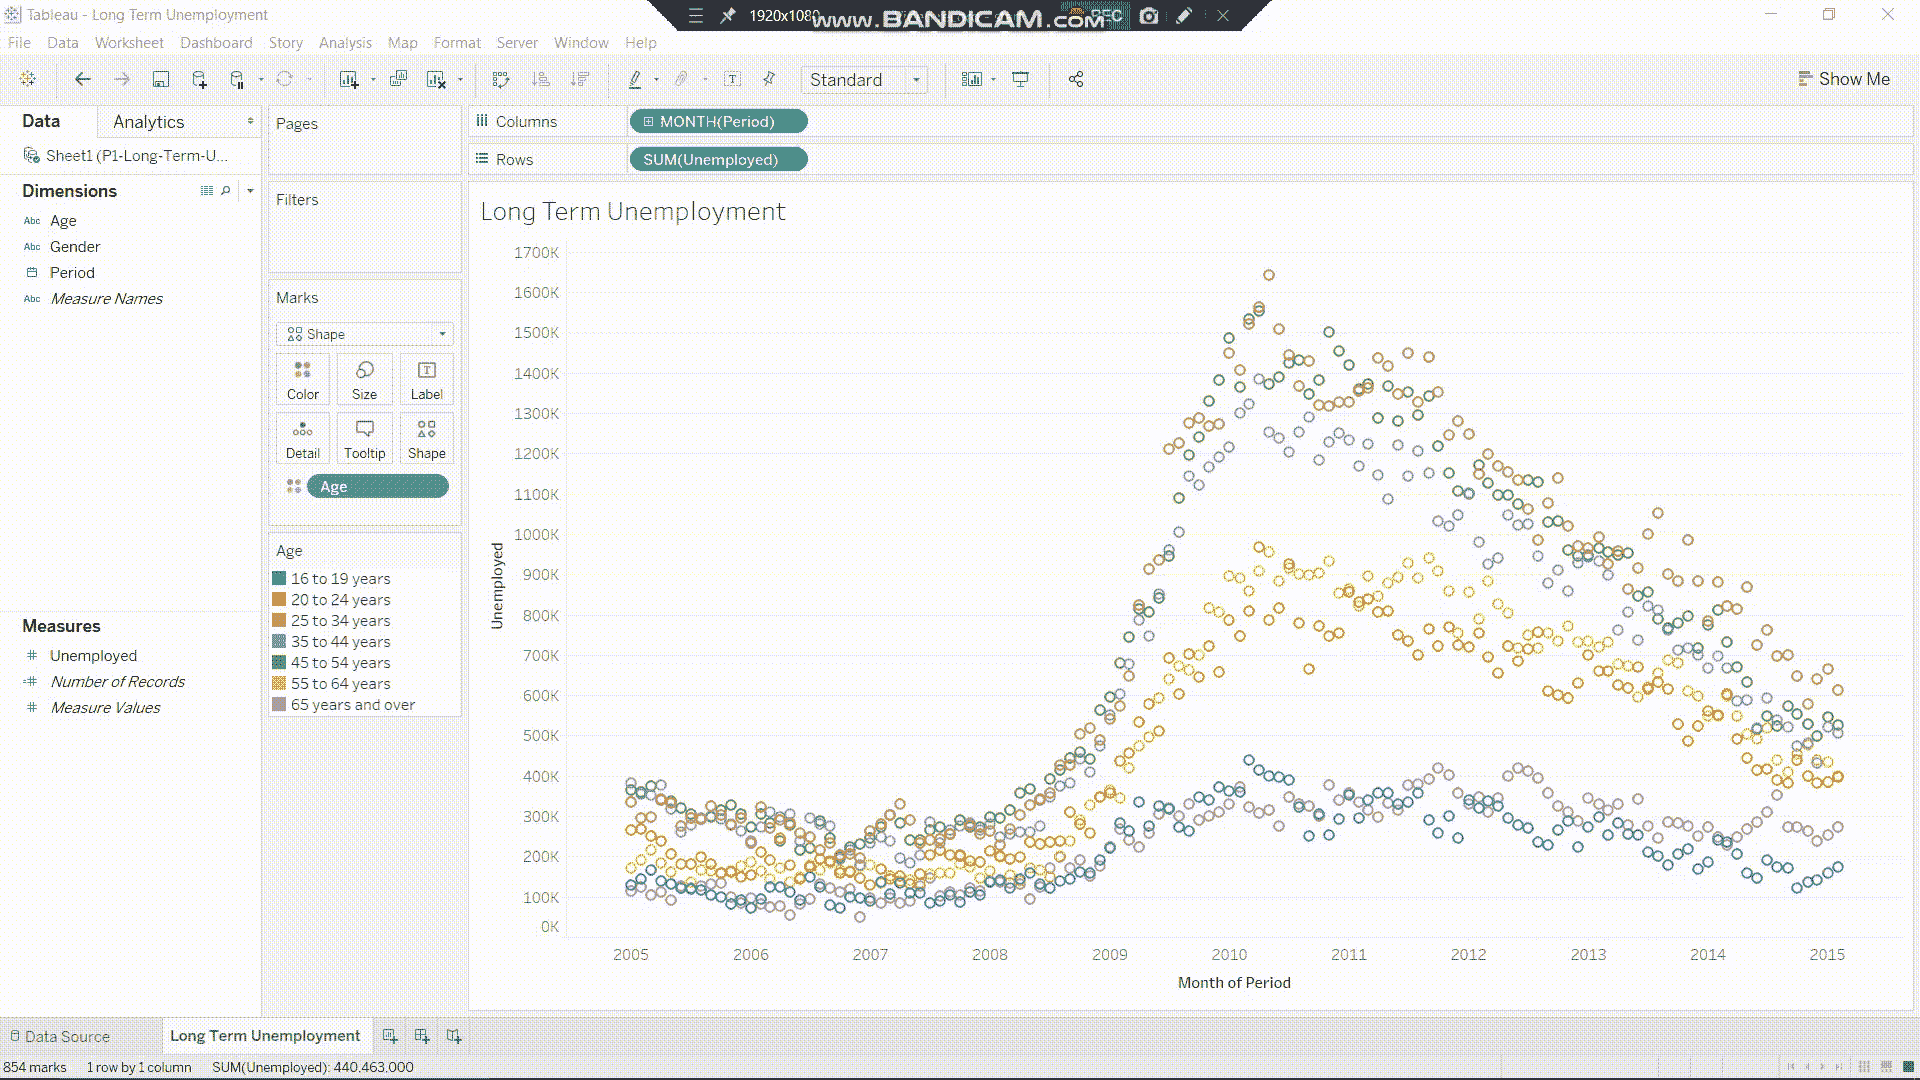 Tableau - Long Term Unemployment
1920x1080
www.BANDICAM.com
REC
File Data Worksheet Dashboard Story Analysis Map Format Server Window Help
Standard
Show Me
Data
Analytics
Sheet1 (P1-Long-Term-U...
Dimensions
Abc Age
Abc Gender
Period
Abc Measure Names
Measures
# Unemployed
=# Number of Records
# Measure Values
Pages
Filters
Marks
Shape
Color Size Label
Detail Tooltip Shape
Age
Age
16 to 19 years
20 to 24 years
25 to 34 years
35 to 44 years
45 to 54 years
55 to 64 years
65 years and over
Columns
MONTH(Period)
Rows
SUM(Unemployed)
Long Term Unemployment
1700K
1600K
1500K
1400K
1300K
1200K
1100K
1000K
900K
800K
700K
600K
500K
400K
300K
200K
100K
0K
Unemployed
2005 2006 2007 2008 2009 2010 2011 2012 2013 2014 2015
Month of Period
Data Source
Long Term Unemployment
854 marks 1 row by 1 column SUM(Unemployed): 440,463,000